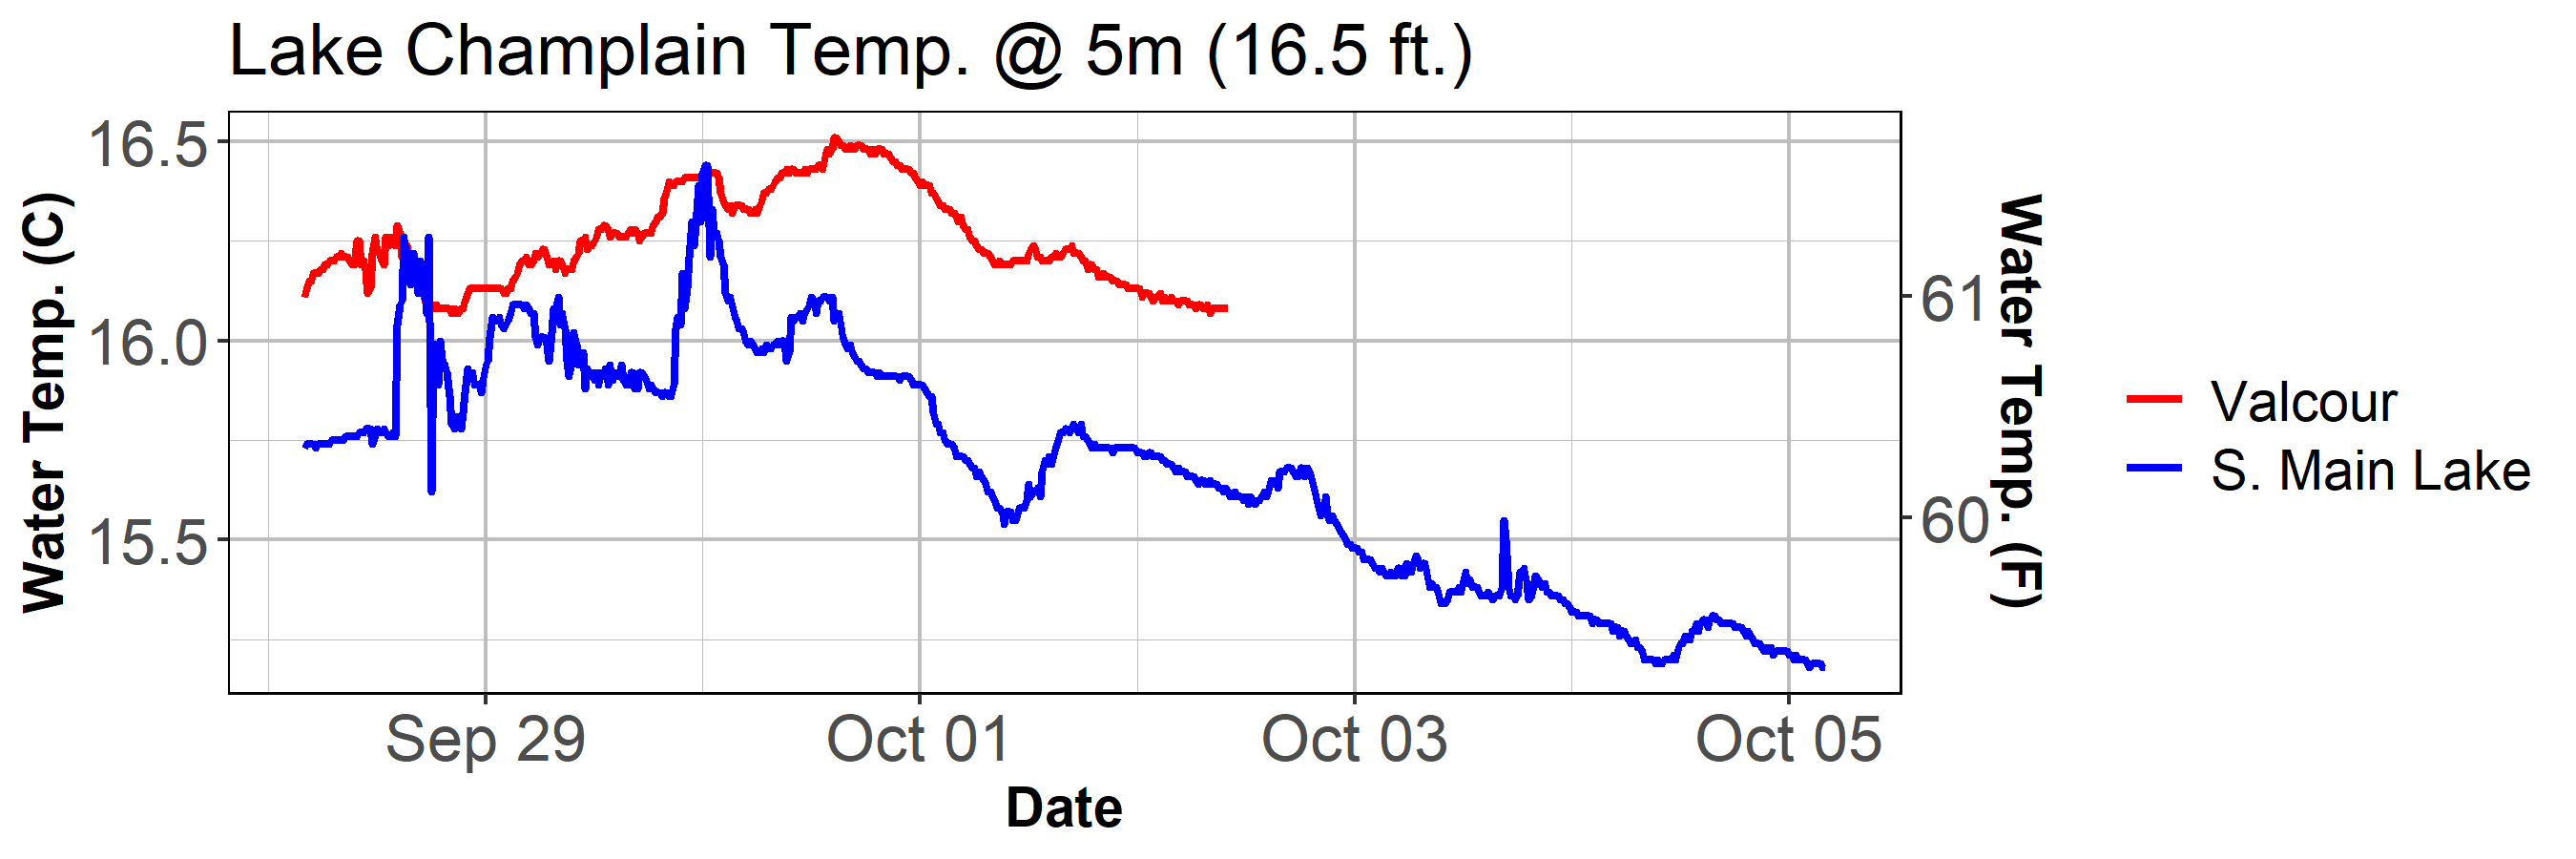 Lake Champlain Temp. @ 5m (16.5 ft.)
Water Temp. (C)
16.5
16.0
15.5
61
60
Water Temp. (F)
Valcour
S. Main Lake
Sep 29
Oct 01
Oct 03
Oct 05
Date